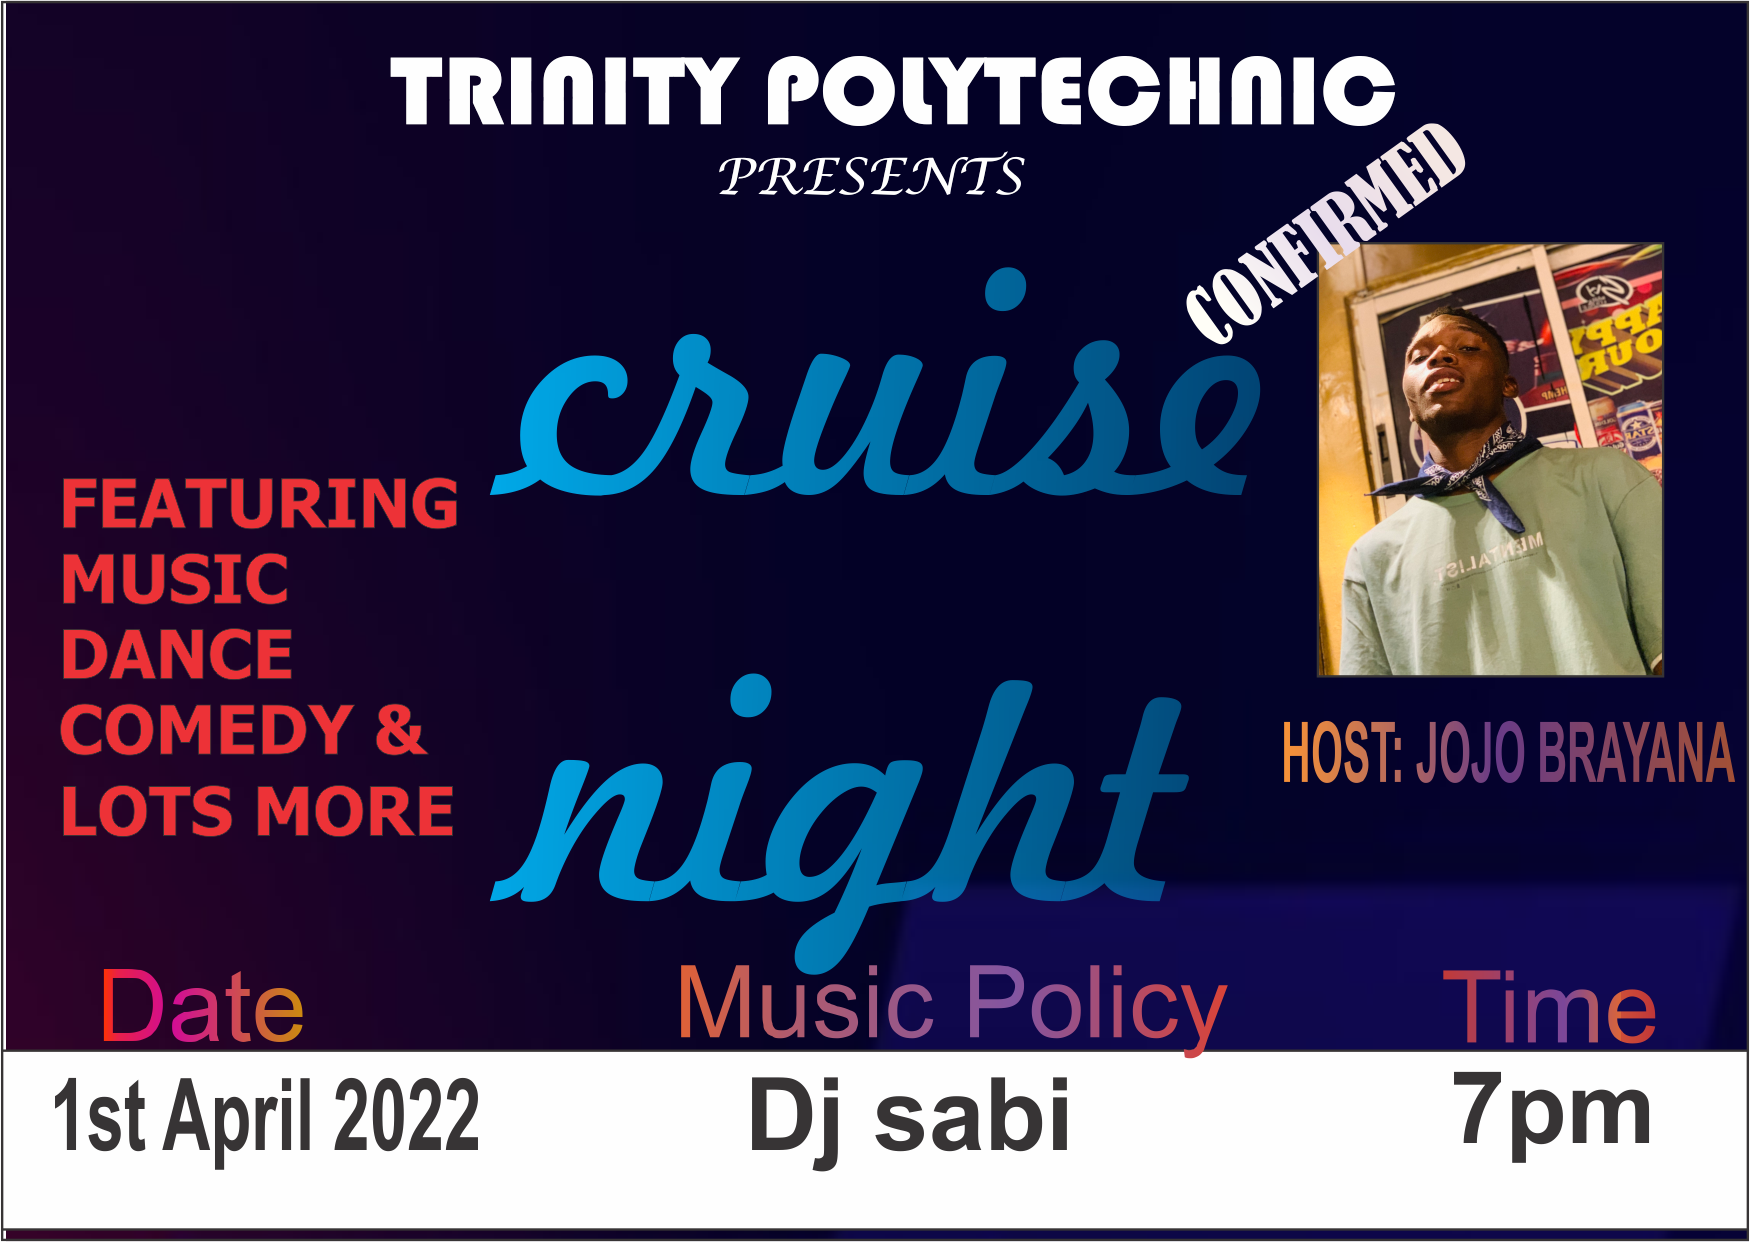 TRINITY POLYTECHNIC
PRESENTS
CONFIRMED
cruise
night
FEATURING
MUSIC
DANCE
COMEDY &
LOTS MORE
MENTALIST
HOST: JOJO BRAYANA
Date
Music Policy
Time
1st April 2022
Dj sabi
7pm